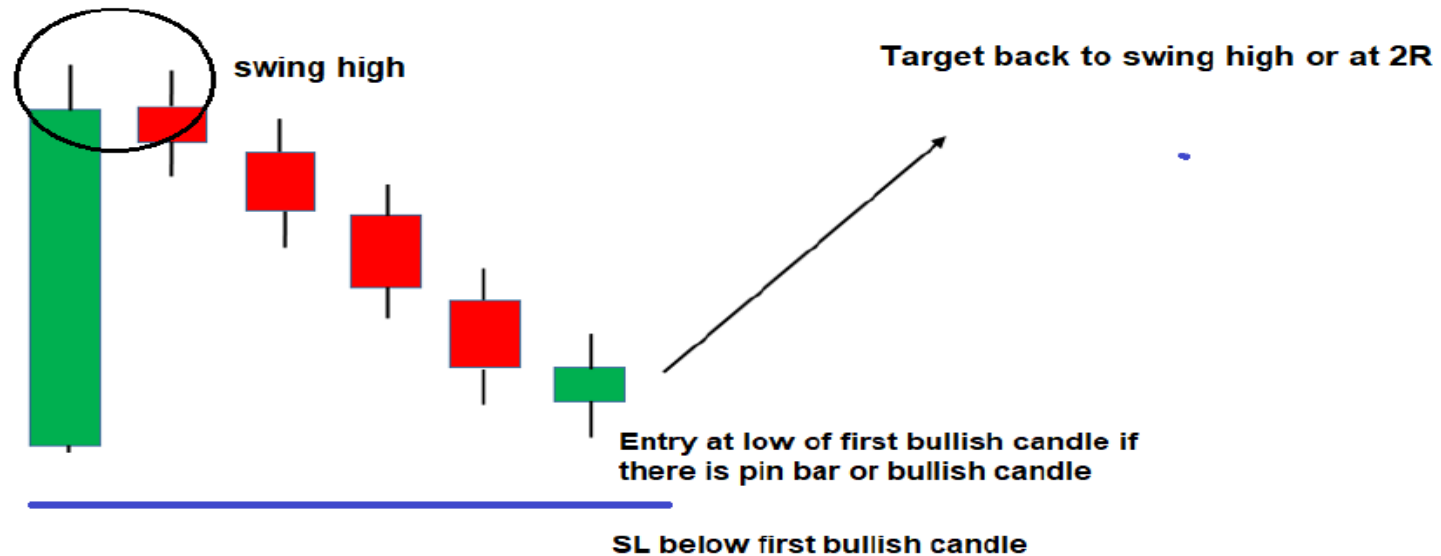 swing high
Target back to swing high or at 2R
Entry at low of first bullish candle if
there is pin bar or bullish candle
SL below first bullish candle